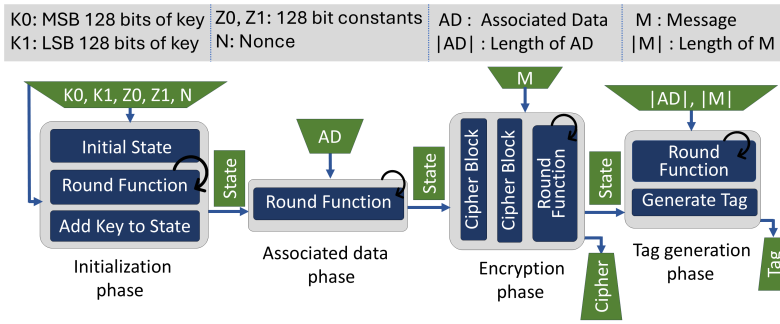 K0: MSB 128 bits of key
K1: LSB 128 bits of key
Z0, Z1: 128 bit constants
N: Nonce
AD : Associated Data
|AD| : Length of AD
M : Message
|M| : Length of M
K0, K1, Z0, Z1, N
Initial State
Round Function
Add Key to State
Initialization
phase
State
AD
Round Function
Associated data
phase
State
M
Cipher Block
Cipher Block
Round
Function
Encryption
phase
Cipher
State
|AD|, |M|
Round
Function
Generate Tag
Tag generation
phase
Tag